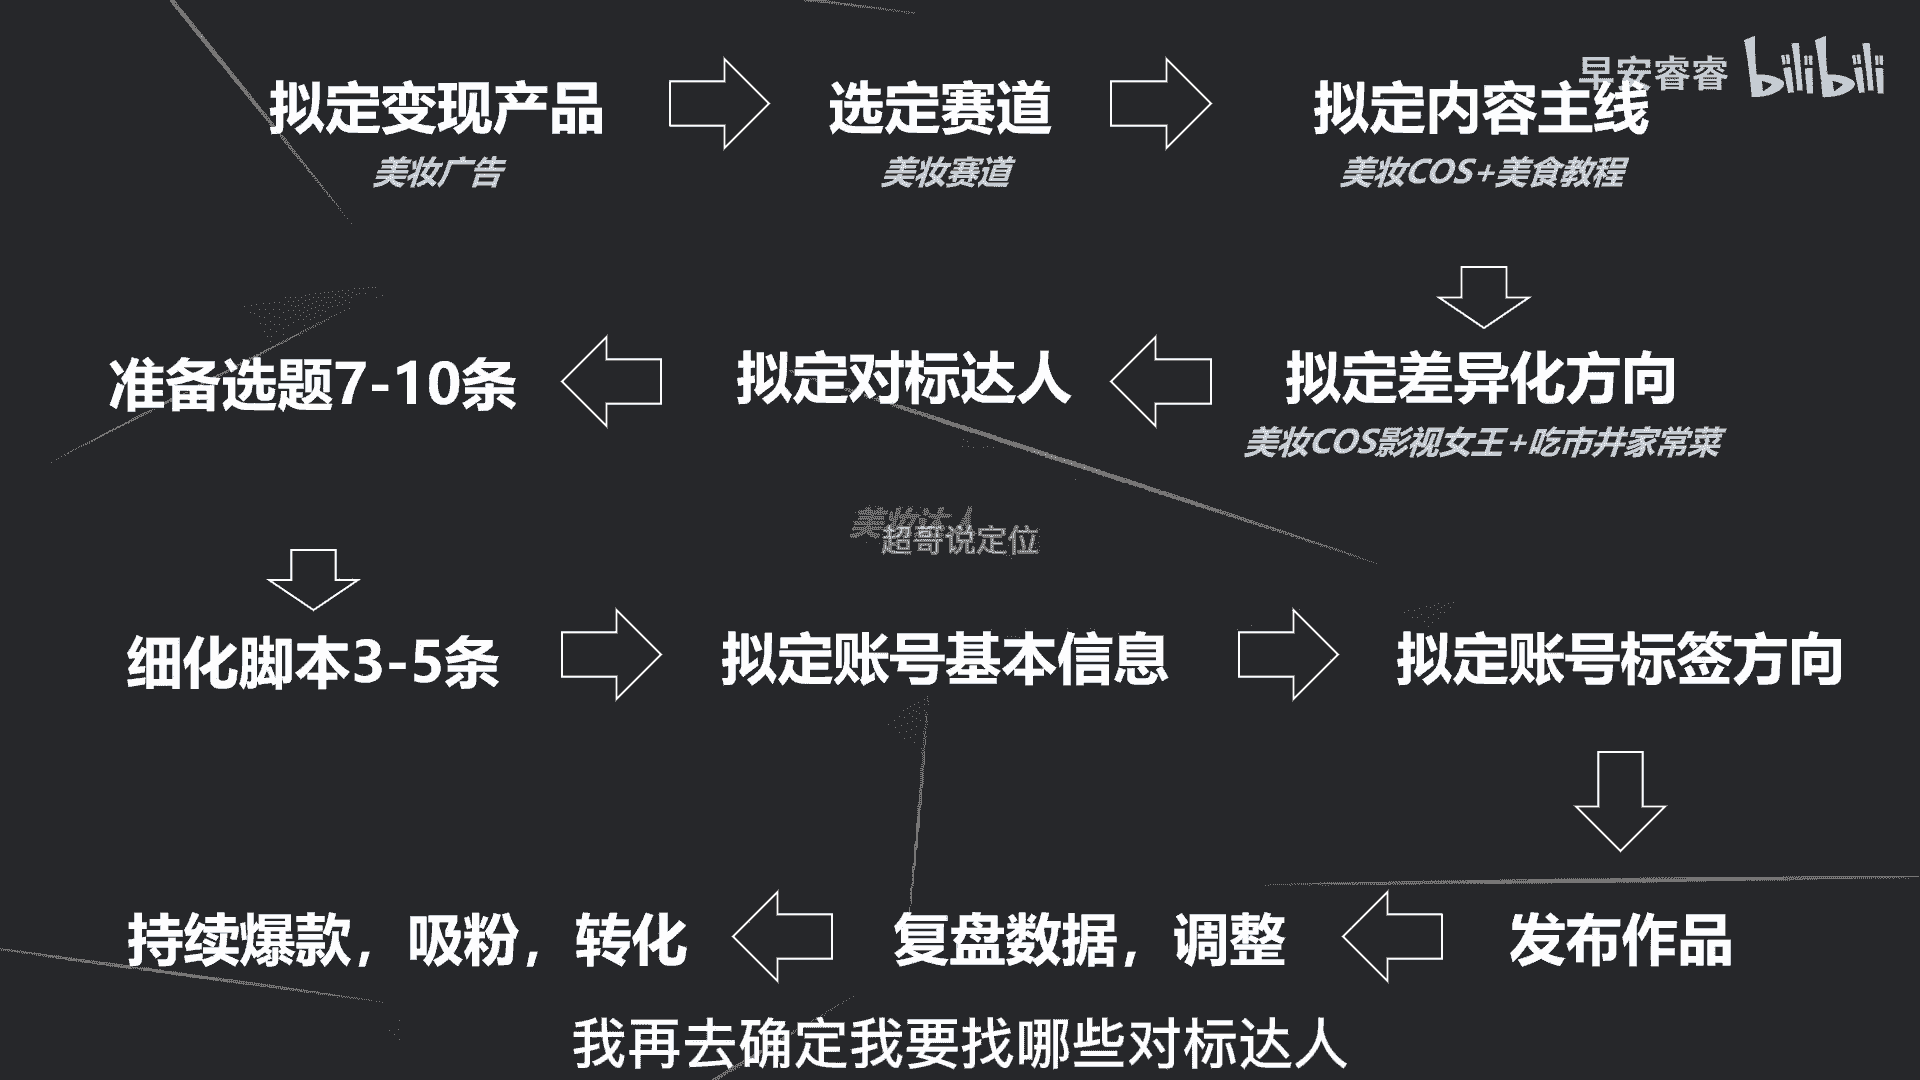 早安睿睿 bilibili
拟定变现产品
美妆广告
选定赛道
美妆赛道
拟定内容主线
美妆COS+美食教程
拟定差异化方向
美妆COS影视女王+吃市井家常菜
拟定对标达人
美妆达人
超哥说定位
准备选题7-10条
细化脚本3-5条
拟定账号基本信息
拟定账号标签方向
发布作品
复盘数据，调整
持续爆款，吸粉，转化
我再去确定我要找哪些对标达人